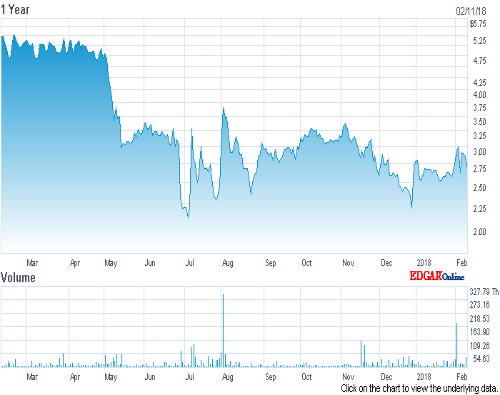 1 Year 02/11/18
$5.75
5.25
4.75
4.25
4.00
3.75
3.50
3.25
3.00
2.75
2.50
2.25
2.00
Mar Apr May Jun Jul Aug Sep Oct Nov Dec 2018 Feb
EDGAR Online
Volume
327.79 Th
273.16
218.53
163.90
109.26
54.63
Mar Apr May Jun Jul Aug Sep Oct Nov Dec 2018 Feb
Click on the chart to view the underlying data.